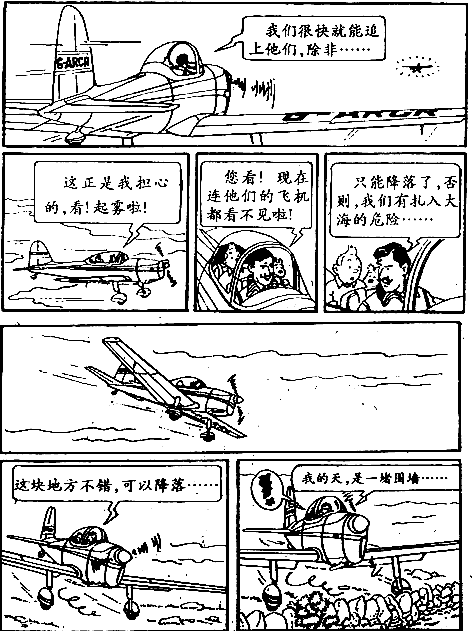 我们很快就能追
上他们，除非……
G-ARCR
G-ARCR
这正是我担心
的，看！起雾啦！
您看！现在
连他们的飞机
都看不见啦！
只能降落了，否
则，我们有扎入大
海的危险……
这块地方不错，可以降落……
我的天，是一堵围墙……